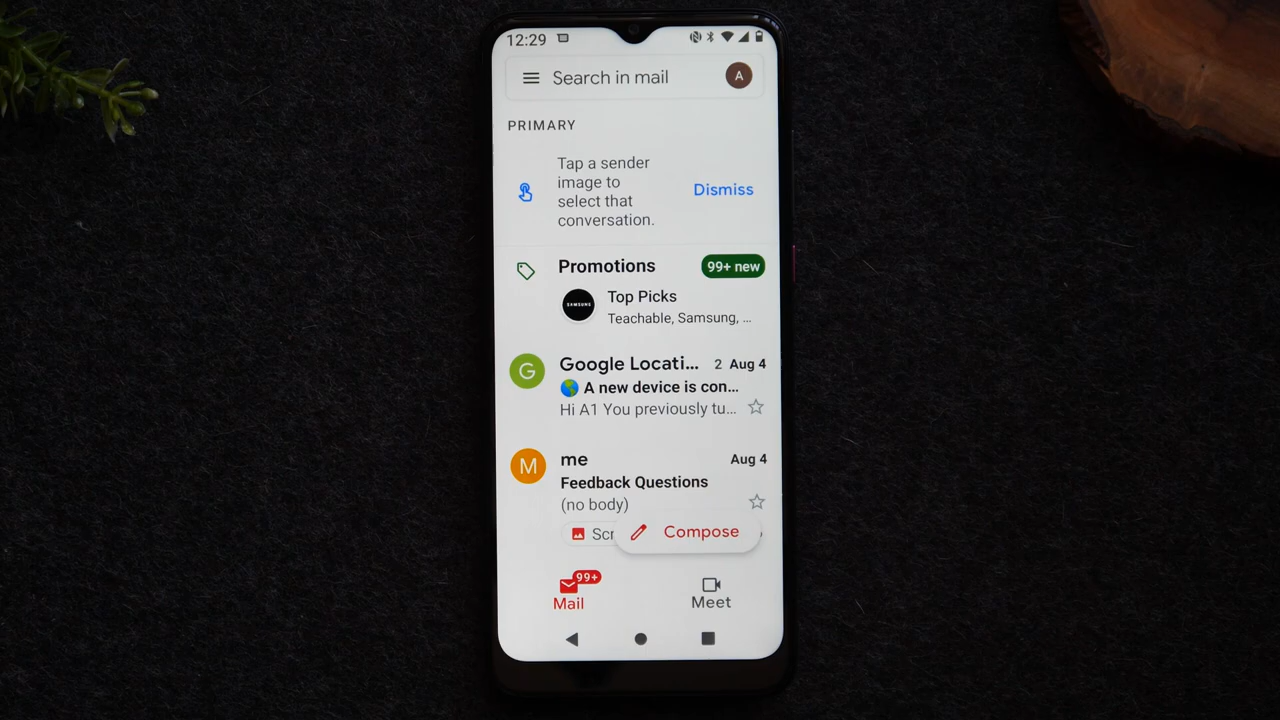 12:29
Search in mail
A
PRIMARY
Tap a sender
image to
select that
conversation.
Dismiss
Promotions
99+ new
SAMSUNG
Top Picks
Teachable, Samsung, ...
G
Google Locati... 2 Aug 4
A new device is con...
Hi A1 You previously tu...
M
me Aug 4
Feedback Questions
(no body)
Scr
Compose
99+
Mail
Meet